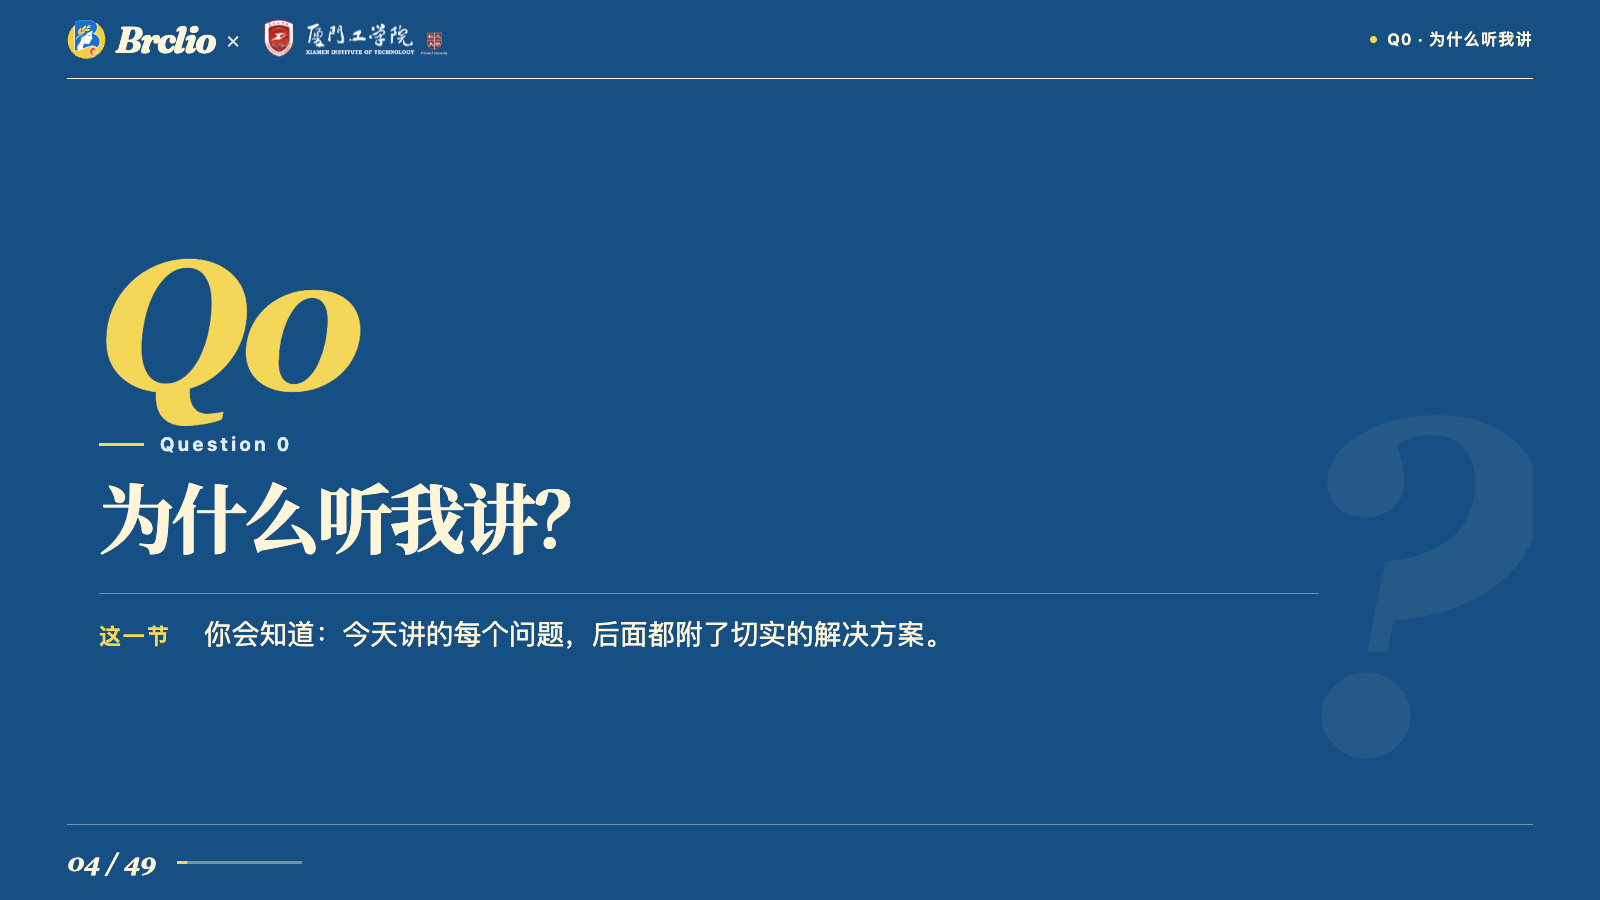 Brclio × 厦门工学院
XIAMEN INSTITUTE OF TECHNOLOGY
Q0 · 为什么听我讲
Q0
Question 0
为什么听我讲?
这一节 你会知道：今天讲的每个问题，后面都附了切实的解决方案。
?
04 / 49